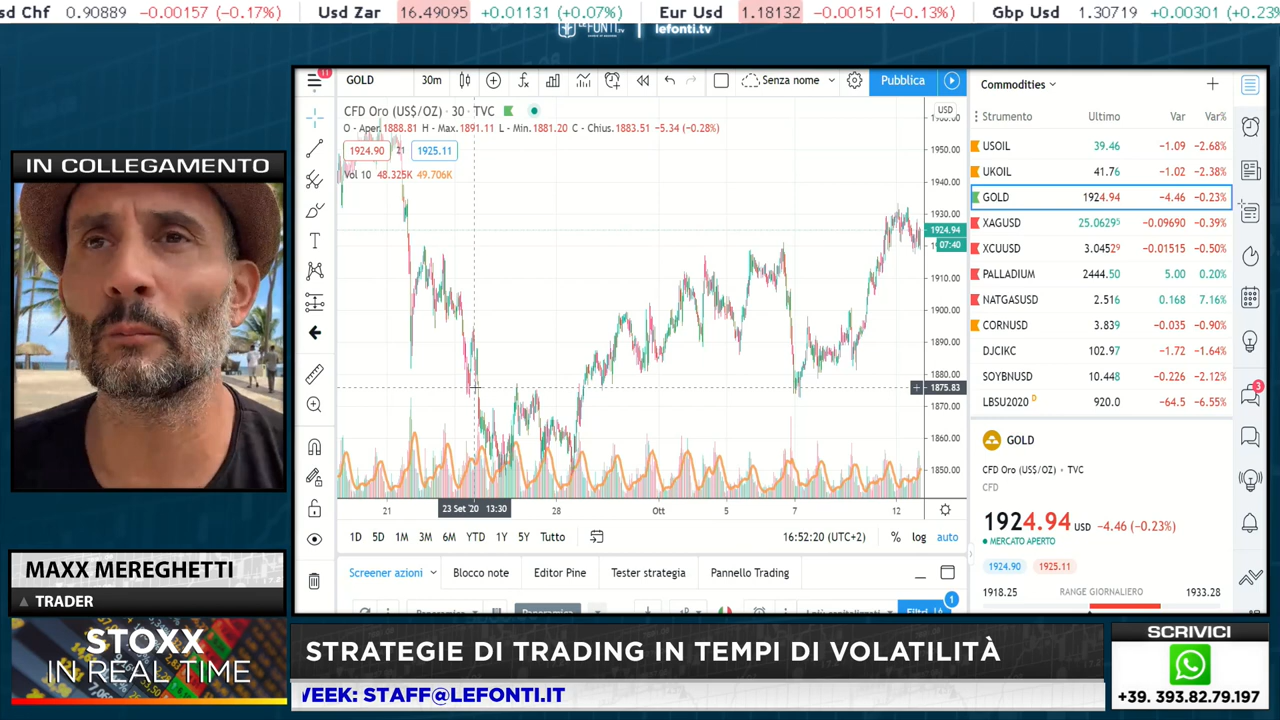 sd Chf 0.90889 −0.00157 (−0.17%) Usd Zar 16.49095 +0.01131 (+0.07%) Eur Usd 1.18132 −0.00151 (−0.13%) Gbp Usd 1.30719 +0.00301 (+0.23%
LEFONTI.TV lefonti.tv
IN COLLEGAMENTO
MAXX MEREGHETTI
TRADER
STOXX
IN REAL TIME
11
GOLD 30m Senza nome Pubblica
CFD Oro (US$/OZ) · 30 · TVC
O - Aper. 1888.81 H - Max. 1891.11 L - Min. 1881.20 C - Chius. 1883.51 −5.34 (−0.28%)
1924.90 21 1925.11
Vol 10 48.325K 49.706K
USD
1960.00
1950.00
1940.00
1930.00
1924.94
07:40
1910.00
1900.00
1890.00
1880.00
1875.83
1870.00
1860.00
1850.00
21 23 Set '20 13:30 28 Ott 5 7 12
1D 5D 1M 3M 6M YTD 1Y 5Y Tutto 16:52:20 (UTC+2) % log auto
Screener azioni Blocco note Editor Pine Tester strategia Pannello Trading
Panoramica
Filtri
1
Commodities
Strumento Ultimo Var Var%
USOIL 39.46 −1.09 −2.68%
UKOIL 41.76 −1.02 −2.38%
GOLD 1924.94 −4.46 −0.23%
XAGUSD 25.06295 −0.09690 −0.39%
XCUUSD 3.04529 −0.01515 −0.50%
PALLADIUM 2444.50 5.00 0.20%
NATGASUSD 2.516 0.168 7.16%
CORNUSD 3.839 −0.035 −0.90%
DJCIKC 102.97 −1.72 −1.64%
SOYBNUSD 10.448 −0.226 −2.12%
LBSU2020 D 920.0 −64.5 −6.55%
3
GOLD
CFD Oro (US$/OZ) • TVC
CFD
1924.94 USD −4.46 (−0.23%)
MERCATO APERTO
1924.90 1925.11
1918.25 RANGE GIORNALIERO 1933.28
STRATEGIE DI TRADING IN TEMPI DI VOLATILITÀ
WEEK: STAFF@LEFONTI.IT
SCRIVICI
+39. 393.82.79.197